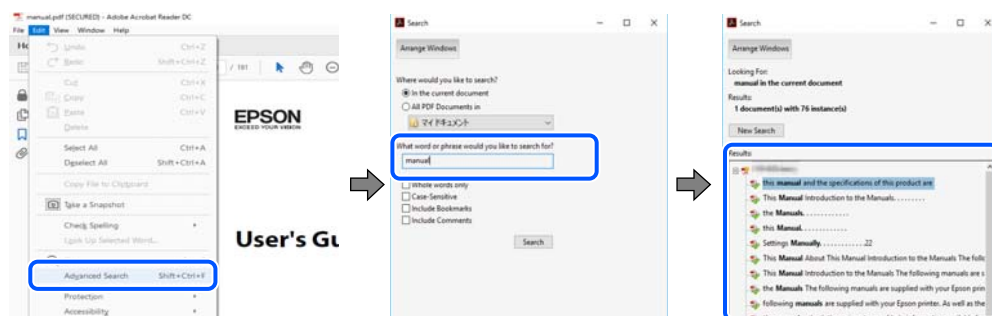 manual.pdf (SECURED) - Adobe Acrobat Reader DC
File Edit View Window Help
Undo Ctrl+Z
Redo Shift+Ctrl+Z
Cut Ctrl+X
Copy Ctrl+C
Paste Ctrl+V
Delete
Select All Ctrl+A
Deselect All Shift+Ctrl+A
Copy File to Clipboard
Take a Snapshot
Check Spelling
Look Up Selected Word...
Advanced Search Shift+Ctrl+F
Protection
Accessibility
/ 181
EPSON
EXCEED YOUR VISION
User's Gu
Search
Arrange Windows
Where would you like to search?
In the current document
All PDF Documents in
マイ ドキュメント
What word or phrase would you like to search for?
manual
Whole words only
Case-Sensitive
Include Bookmarks
Include Comments
Search
Search
Arrange Windows
Looking For:
manual in the current document
Results:
1 document(s) with 76 instance(s)
New Search
Results:
this manual and the specifications of this product are
This Manual Introduction to the Manuals. . . . . . . . .
the Manuals. . . . . . . . . . . .
this Manual. . . . . . . . . . . .
Settings Manually. . . . . . . . . . . .22
This Manual About This Manual Introduction to the Manuals The follo
This Manual Introduction to the Manuals The following manuals are s
the Manuals The following manuals are supplied with your Epson prin
following manuals are supplied with your Epson printer. As well as the